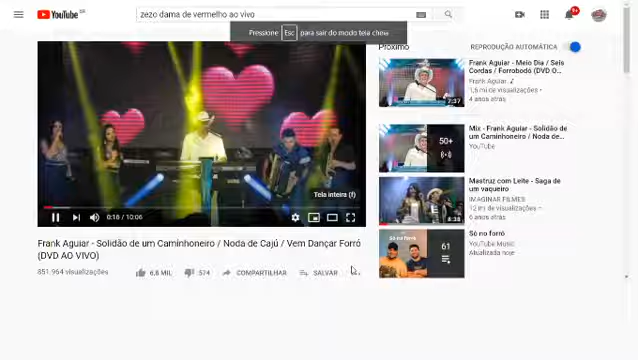 YouTube BR
zezo dama de vermelho ao vivo
9+
Pressione Esc para sair do modo tela cheia
Próximo
REPRODUÇÃO AUTOMÁTICA
Frank Aguiar - Meio Dia / Seis
Cordas / Forrobodó (DVD O...
Frank Aguiar
1,6 mi de visualizações •
4 anos atrás
7:37
50+
Mix - Frank Aguiar - Solidão de
um Caminhoneiro / Noda de...
YouTube
Mastruz com Leite - Saga de
um vaqueiro
IMAGINAR FILMES
12 mi de visualizações •
6 anos atrás
8:38
Só no forró
61
Só no forró
YouTube Music
Atualizada hoje
Tela inteira (f)
0:18 / 10:06
Frank Aguiar - Solidão de um Caminhoneiro / Noda de Cajú / Vem Dançar Forró
(DVD AO VIVO)
851.964 visualizações
6,8 MIL
574
COMPARTILHAR
SALVAR